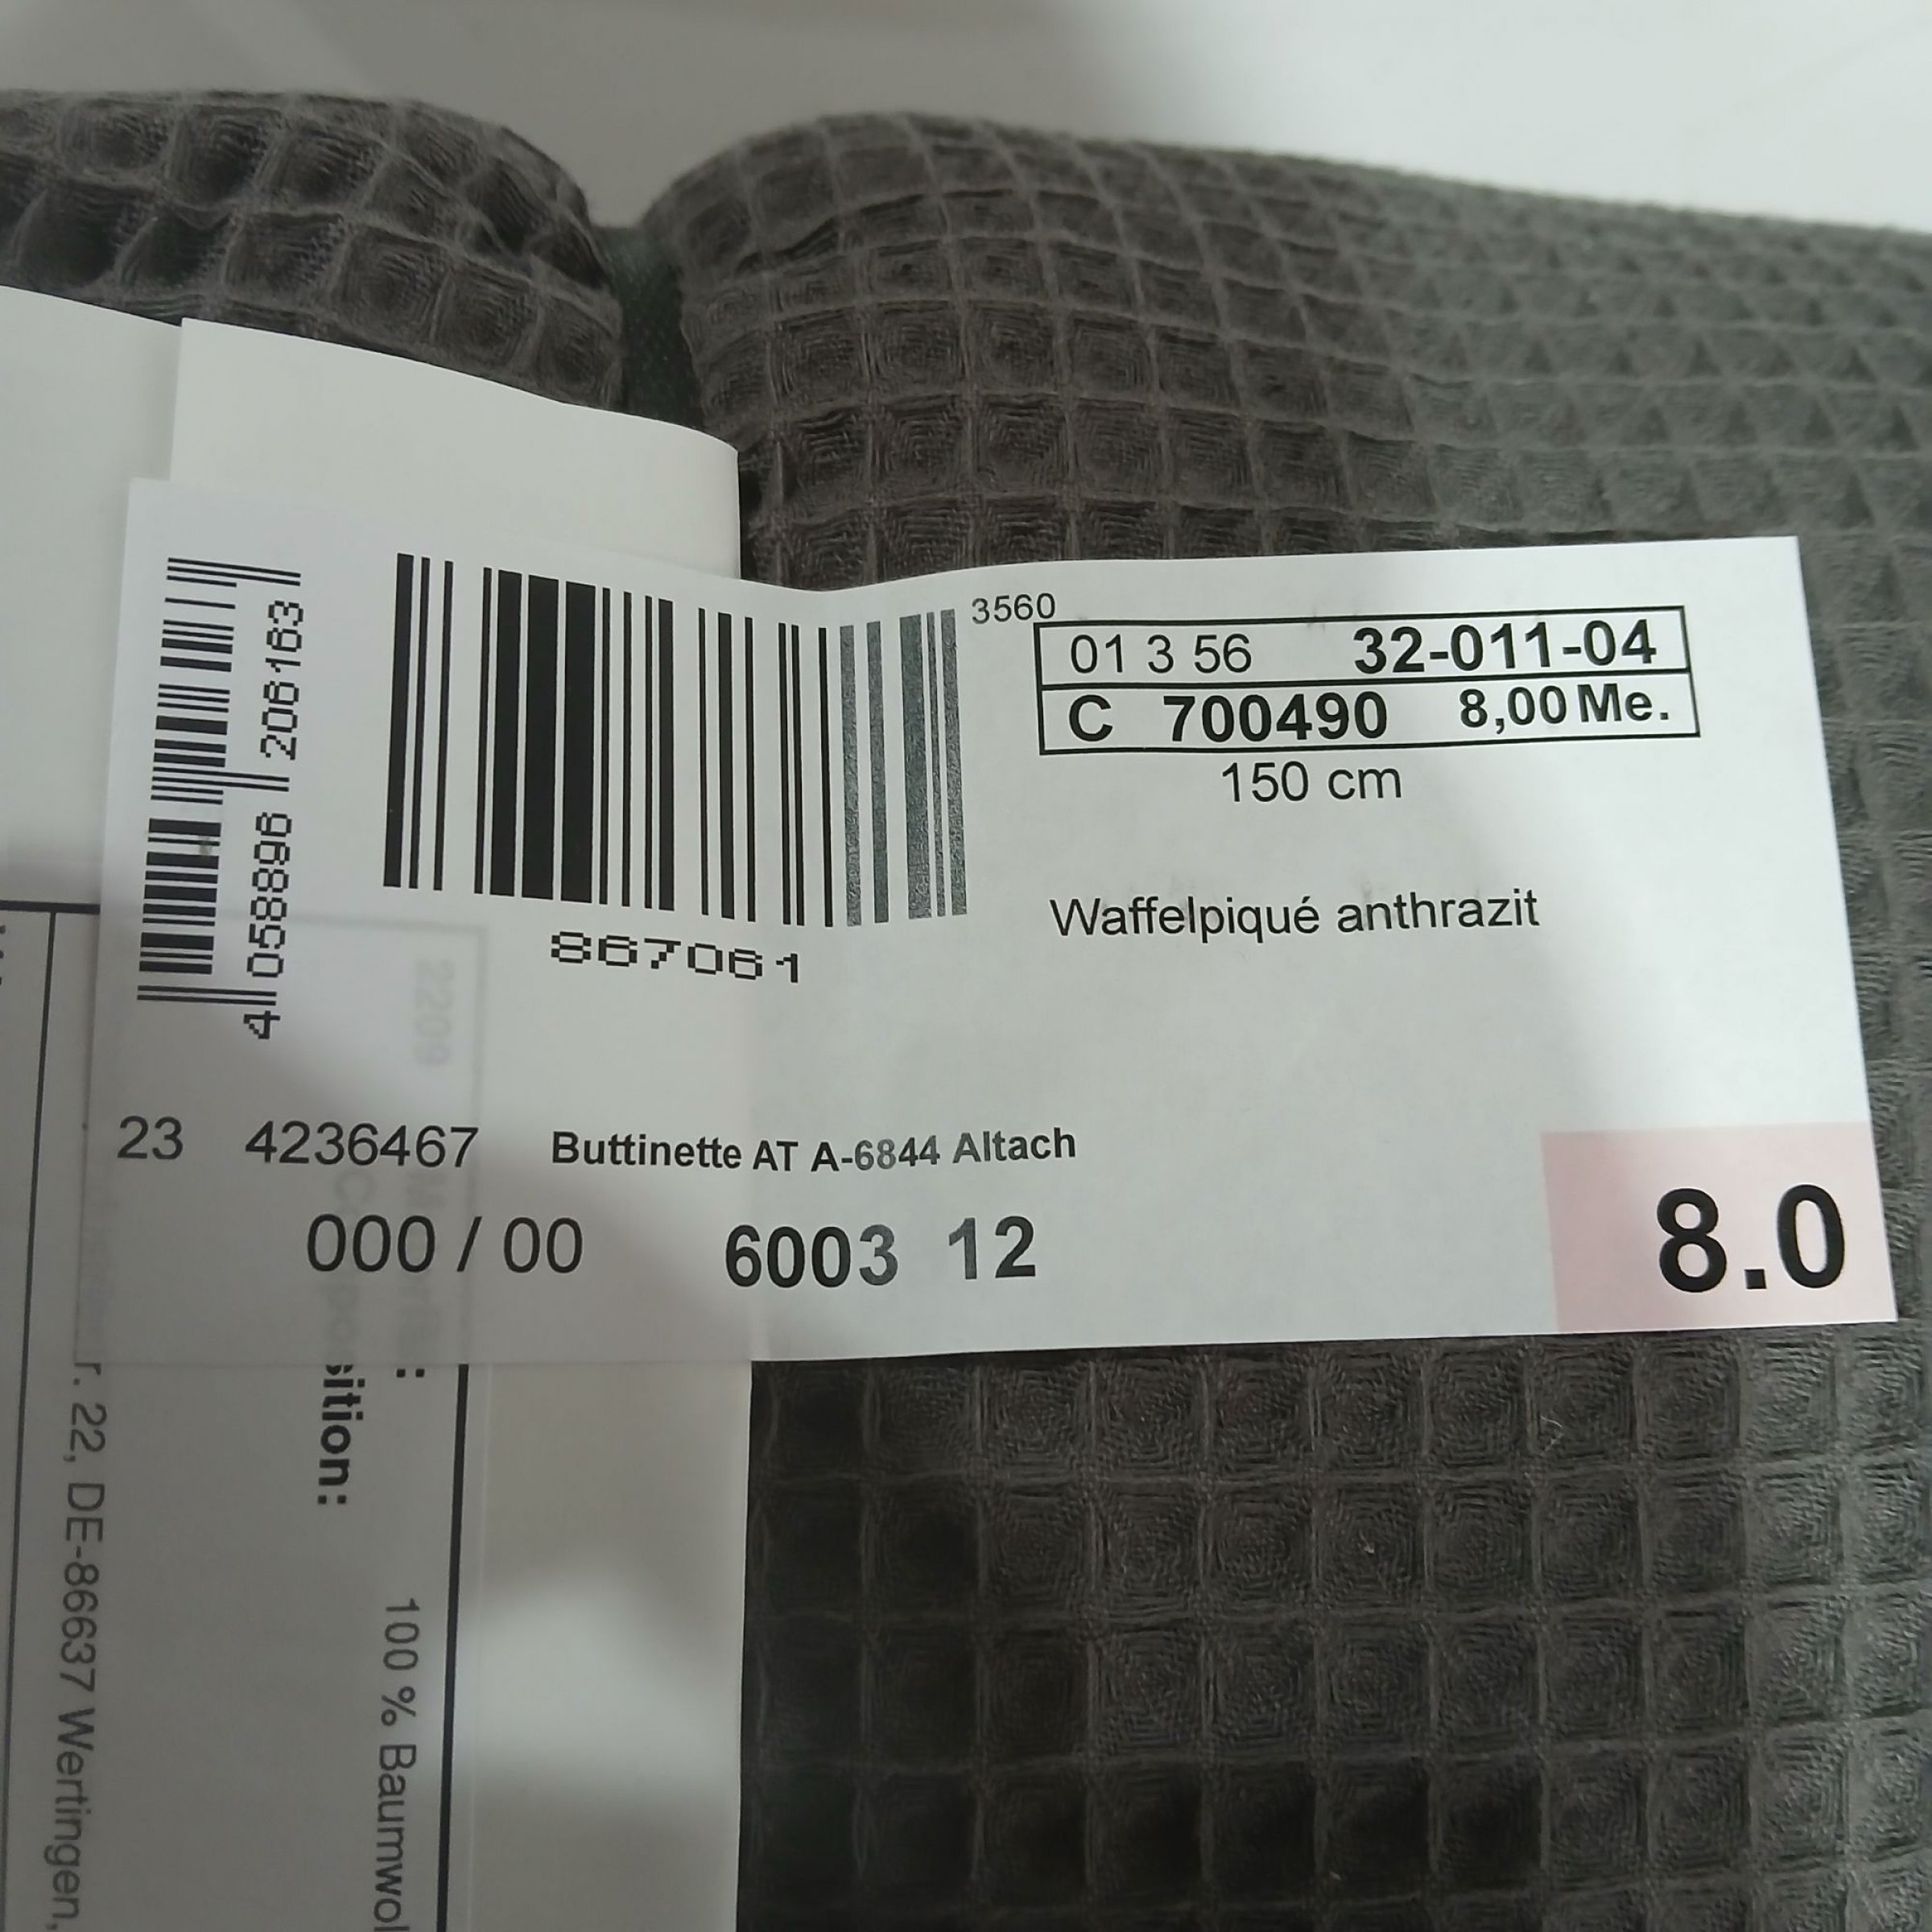 3560
01 3 56 32-011-04
C 700490 8,00 Me.
150 cm
Waffelpiqué anthrazit
4 058896 206163
867061
23 4236467 Buttinette AT A-6844 Altach
000 / 00 6003 12
8.0
2209
sition:
100 % Baumwol
r. 22, DE-86637 Wertingen,